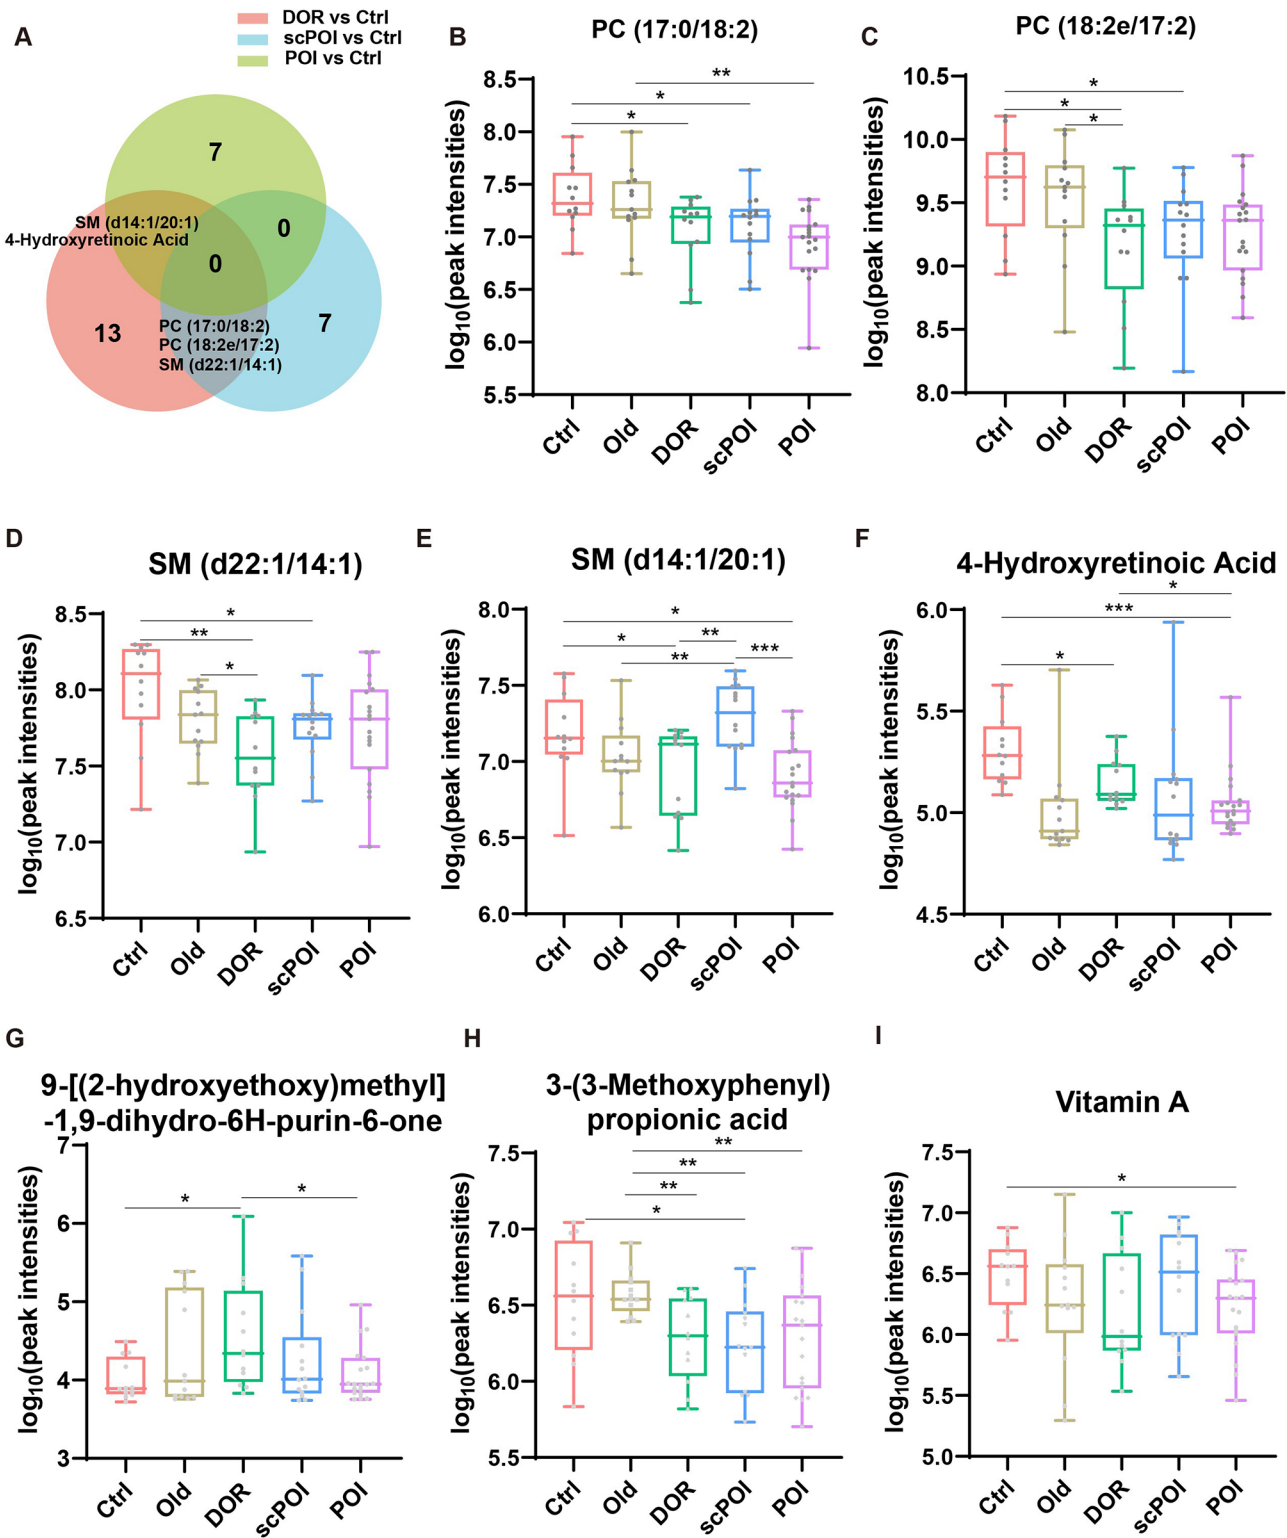 A
DOR vs Ctrl
scPOI vs Ctrl
POI vs Ctrl
7
SM (d14:1/20:1)
4-Hydroxyretinoic Acid
0
0
13
PC (17:0/18:2)
PC (18:2e/17:2)
SM (d22:1/14:1)
7
B
PC (17:0/18:2)
log10(peak intensities)
8.5
8.0
7.5
7.0
6.5
6.0
5.5
**
*
*
Ctrl
Old
DOR
scPOI
POI
C
PC (18:2e/17:2)
log10(peak intensities)
10.5
10.0
9.5
9.0
8.5
8.0
*
*
*
Ctrl
Old
DOR
scPOI
POI
D
SM (d22:1/14:1)
log10(peak intensities)
8.5
8.0
7.5
7.0
6.5
*
**
*
Ctrl
Old
DOR
scPOI
POI
E
SM (d14:1/20:1)
log10(peak intensities)
8.0
7.5
7.0
6.5
6.0
*
*
**
**
***
Ctrl
Old
DOR
scPOI
POI
F
4-Hydroxyretinoic Acid
log10(peak intensities)
6.0
5.5
5.0
4.5
*
***
*
Ctrl
Old
DOR
scPOI
POI
G
9-[(2-hydroxyethoxy)methyl]
-1,9-dihydro-6H-purin-6-one
log10(peak intensities)
7
6
5
4
3
*
*
Ctrl
Old
DOR
scPOI
POI
H
3-(3-Methoxyphenyl)
propionic acid
log10(peak intensities)
7.5
7.0
6.5
6.0
5.5
**
**
**
*
Ctrl
Old
DOR
scPOI
POI
I
Vitamin A
log10(peak intensities)
7.5
7.0
6.5
6.0
5.5
5.0
*
Ctrl
Old
DOR
scPOI
POI